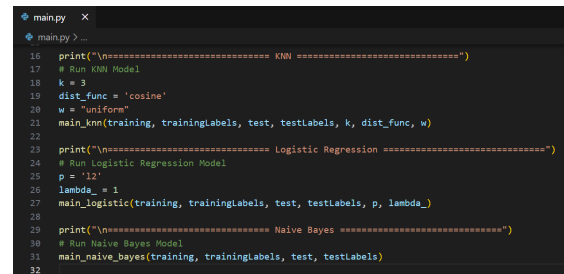 main.py ×
main.py > ...
16 print("\n============================== KNN ==============================")
17 # Run KNN Model
18 k = 3
19 dist_func = 'cosine'
20 w = "uniform"
21 main_knn(training, trainingLabels, test, testLabels, k, dist_func, w)
22
23 print("\n============================== Logistic Regression ==============================")
24 # Run Logistic Regression Model
25 p = 'l2'
26 lambda_ = 1
27 main_logistic(training, trainingLabels, test, testLabels, p, lambda_)
28
29 print("\n============================== Naive Bayes ==============================")
30 # Run Naive Bayes Model
31 main_naive_bayes(training, trainingLabels, test, testLabels)
32